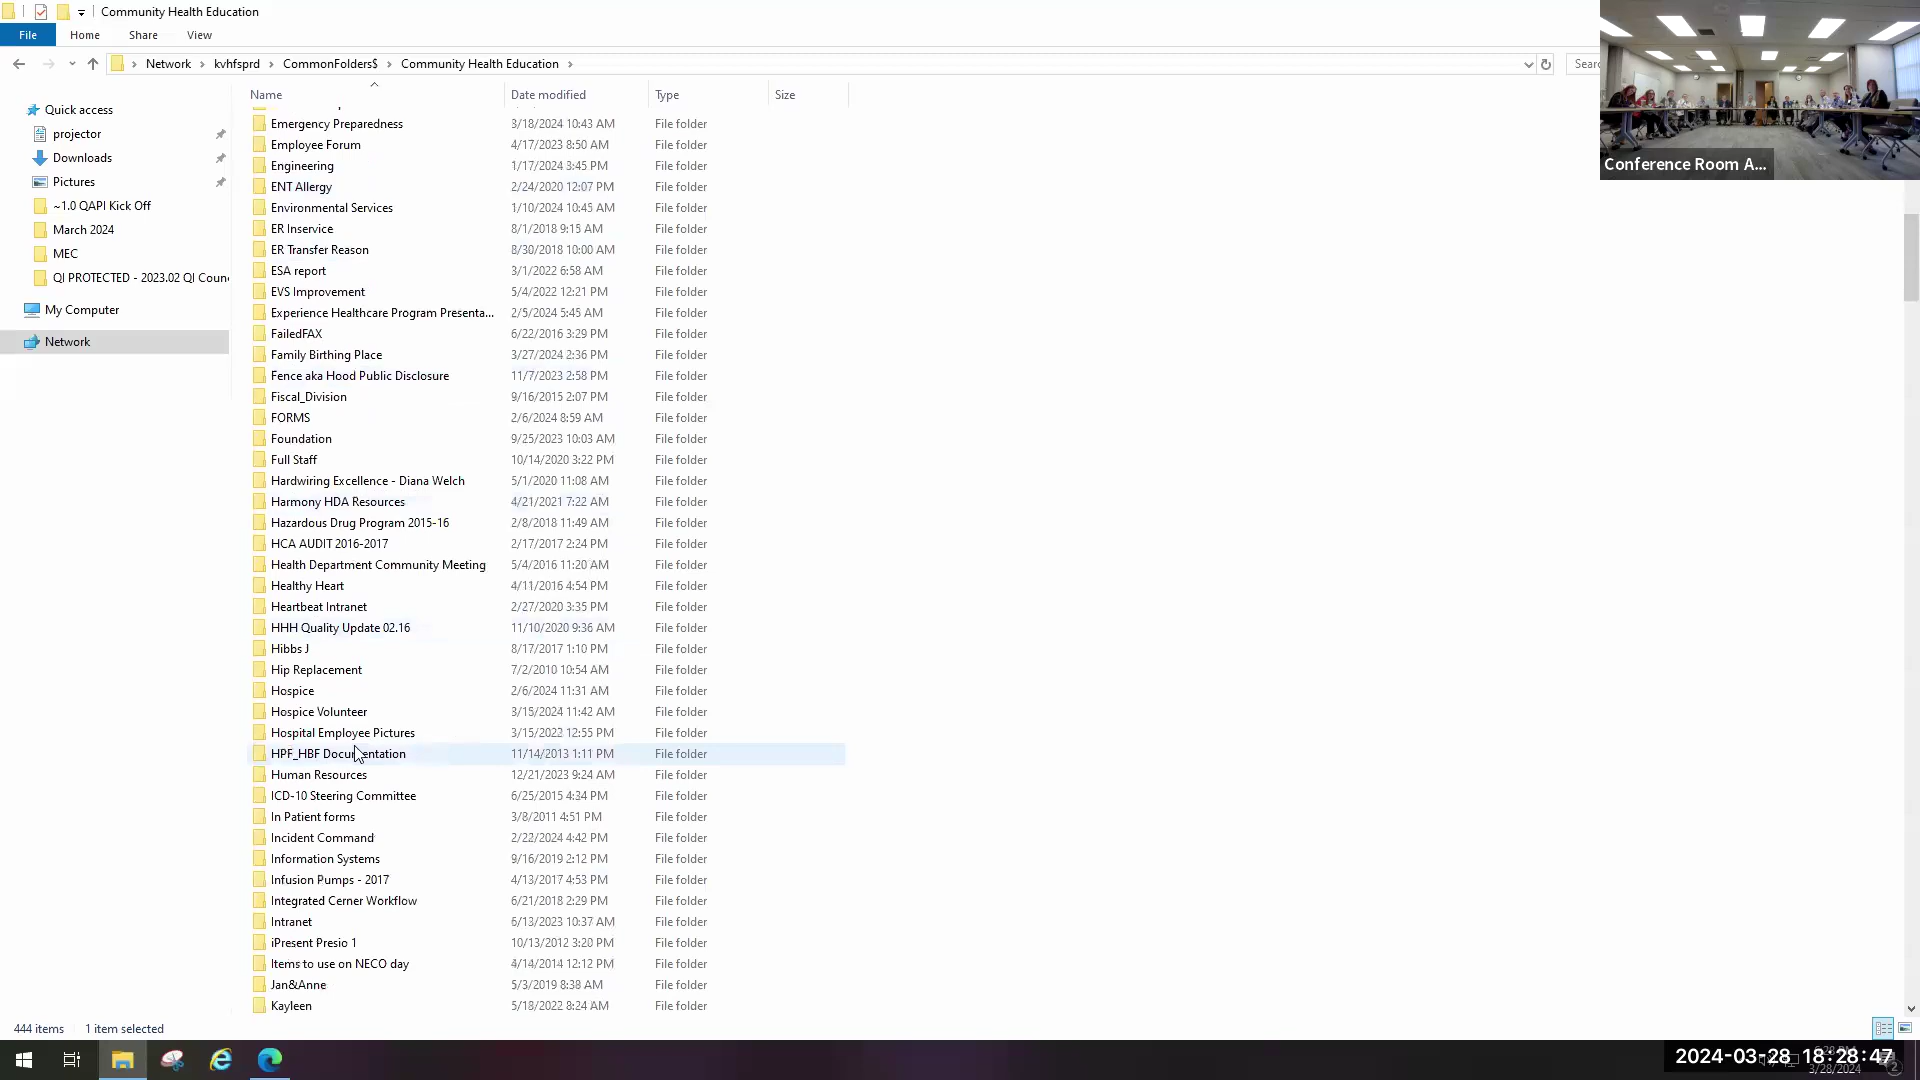 Community Health Education
File Home Share View
Network kvhfsprd CommonFolders$ Community Health Education
Name Date modified Type Size
Quick access
projector
Downloads
Pictures
~1.0 QAPI Kick Off
March 2024
MEC
QI PROTECTED - 2023.02 QI Coun
My Computer
Network
Emergency Preparedness 3/18/2024 10:43 AM File folder
Employee Forum 4/17/2023 8:50 AM File folder
Engineering 1/17/2024 3:45 PM File folder
ENT Allergy 2/24/2020 12:07 PM File folder
Environmental Services 1/10/2024 10:45 AM File folder
ER Inservice 8/1/2018 9:15 AM File folder
ER Transfer Reason 8/30/2018 10:00 AM File folder
ESA report 3/1/2022 6:58 AM File folder
EVS Improvement 5/4/2022 12:21 PM File folder
Experience Healthcare Program Presenta... 2/5/2024 5:45 AM File folder
FailedFAX 6/22/2016 3:29 PM File folder
Family Birthing Place 3/27/2024 2:36 PM File folder
Fence aka Hood Public Disclosure 11/7/2023 2:58 PM File folder
Fiscal_Division 9/16/2015 2:07 PM File folder
FORMS 2/6/2024 8:59 AM File folder
Foundation 9/25/2023 10:03 AM File folder
Full Staff 10/14/2020 3:22 PM File folder
Hardwiring Excellence - Diana Welch 5/1/2020 11:08 AM File folder
Harmony HDA Resources 4/21/2021 7:22 AM File folder
Hazardous Drug Program 2015-16 2/8/2018 11:49 AM File folder
HCA AUDIT 2016-2017 2/17/2017 2:24 PM File folder
Health Department Community Meeting 5/4/2016 11:20 AM File folder
Healthy Heart 4/11/2016 4:54 PM File folder
Heartbeat Intranet 2/27/2020 3:35 PM File folder
HHH Quality Update 02.16 11/10/2020 9:36 AM File folder
Hibbs J 8/17/2017 1:10 PM File folder
Hip Replacement 7/2/2010 10:54 AM File folder
Hospice 2/6/2024 11:31 AM File folder
Hospice Volunteer 3/15/2024 11:42 AM File folder
Hospital Employee Pictures 3/15/2022 12:55 PM File folder
HPF_HBF Documentation 11/14/2013 1:11 PM File folder
Human Resources 12/21/2023 9:24 AM File folder
ICD-10 Steering Committee 6/25/2015 4:34 PM File folder
In Patient forms 3/8/2011 4:51 PM File folder
Incident Command 2/22/2024 4:42 PM File folder
Information Systems 9/16/2019 2:12 PM File folder
Infusion Pumps - 2017 4/13/2017 4:53 PM File folder
Integrated Cerner Workflow 6/21/2018 2:29 PM File folder
Intranet 6/13/2023 10:37 AM File folder
iPresent Presio 1 10/13/2012 3:20 PM File folder
Items to use on NECO day 4/14/2014 12:12 PM File folder
Jan&Anne 5/3/2019 8:38 AM File folder
Kayleen 5/18/2022 8:24 AM File folder
Sear
Conference Room A...
444 items 1 item selected
2024-03-28 18:28:47
3/28/2024